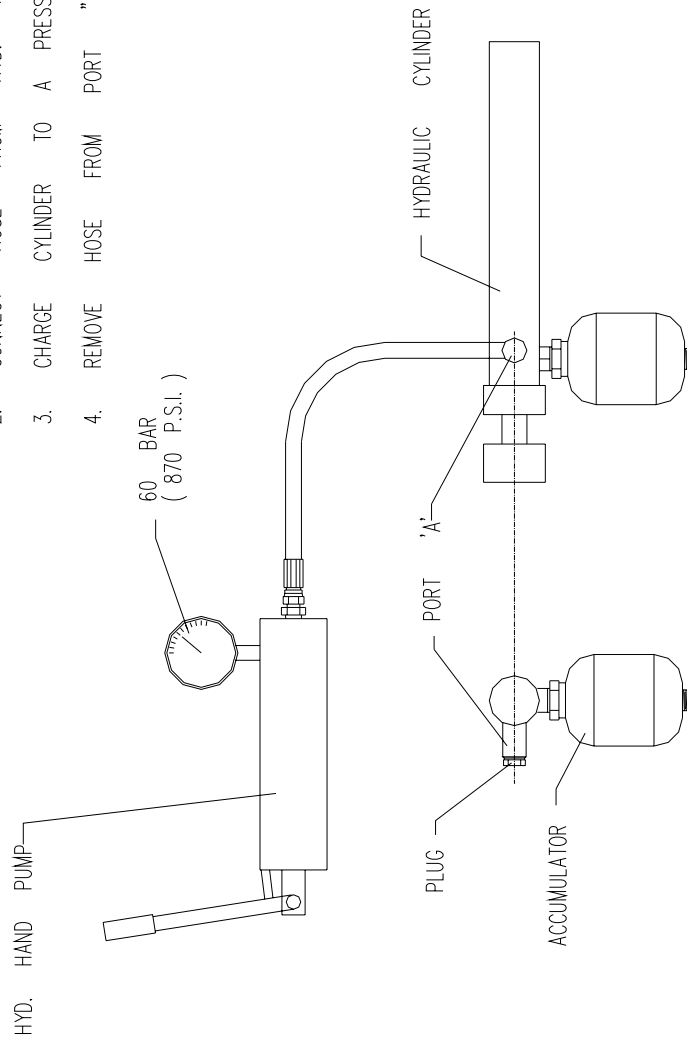 3. CHARGE CYLINDER TO A PRESS
4. REMOVE HOSE FROM PORT "
60 BAR
( 870 P.S.I. )
HYD. HAND PUMP
HYDRAULIC CYLINDER
PORT 'A'
PLUG
ACCUMULATOR